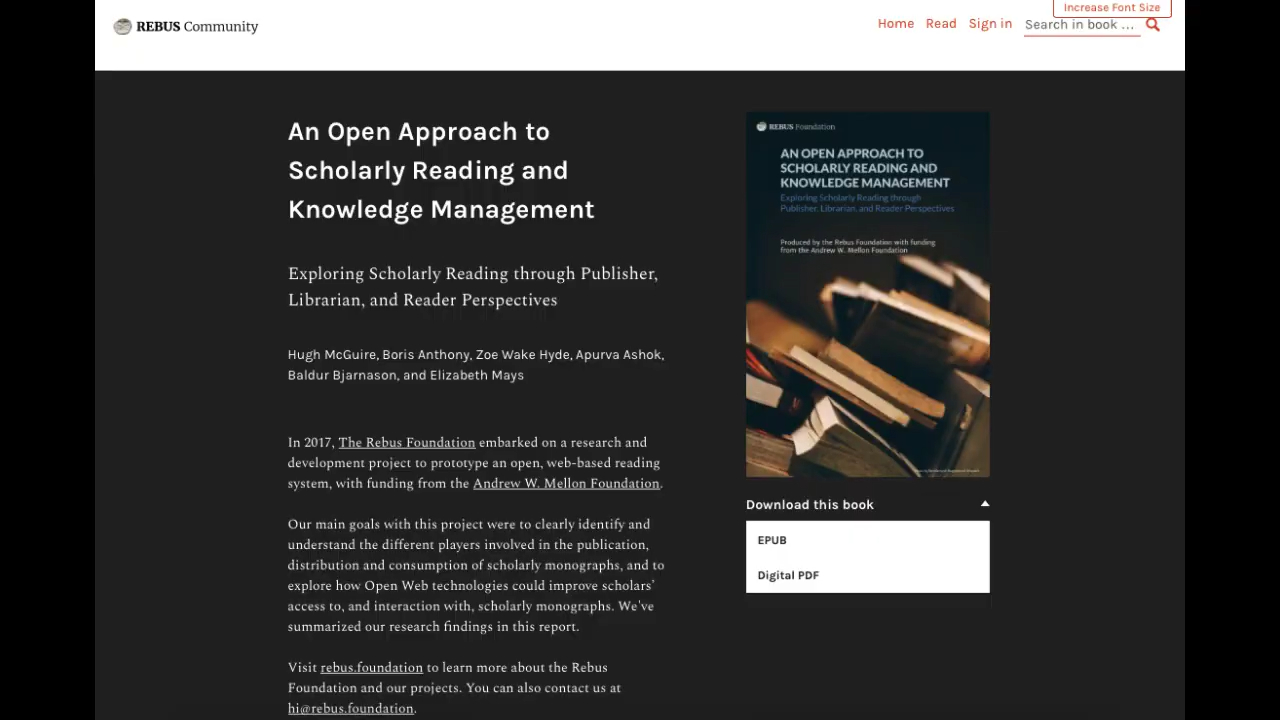 REBUS Community
Home Read Sign in
Increase Font Size
Search in book …
An Open Approach to
Scholarly Reading and
Knowledge Management
Exploring Scholarly Reading through Publisher,
Librarian, and Reader Perspectives
Hugh McGuire, Boris Anthony, Zoe Wake Hyde, Apurva Ashok,
Baldur Bjarnason, and Elizabeth Mays
In 2017, The Rebus Foundation embarked on a research and
development project to prototype an open, web-based reading
system, with funding from the Andrew W. Mellon Foundation.
Our main goals with this project were to clearly identify and
understand the different players involved in the publication,
distribution and consumption of scholarly monographs, and to
explore how Open Web technologies could improve scholars’
access to, and interaction with, scholarly monographs. We’ve
summarized our research findings in this report.
Visit rebus.foundation to learn more about the Rebus
Foundation and our projects. You can also contact us at
hi@rebus.foundation.
REBUS Foundation
AN OPEN APPROACH TO
SCHOLARLY READING AND
KNOWLEDGE MANAGEMENT
Exploring Scholarly Reading through
Publisher, Librarian, and Reader Perspectives
Produced by the Rebus Foundation with funding
from the Andrew W. Mellon Foundation
Download this book
EPUB
Digital PDF